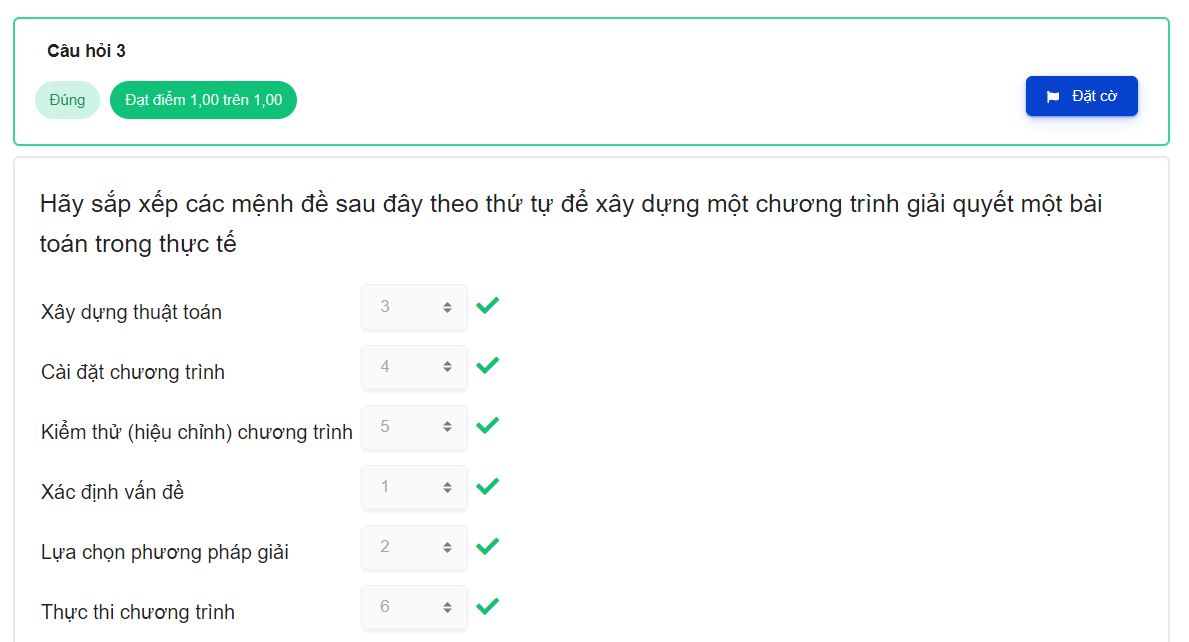 Câu hỏi 3
Đúng
Đạt điểm 1,00 trên 1,00
Đặt cờ
Hãy sắp xếp các mệnh đề sau đây theo thứ tự để xây dựng một chương trình giải quyết một bài
toán trong thực tế
Xây dựng thuật toán 3
Cài đặt chương trình 4
Kiểm thử (hiệu chỉnh) chương trình 5
Xác định vấn đề 1
Lựa chọn phương pháp giải 2
Thực thi chương trình 6